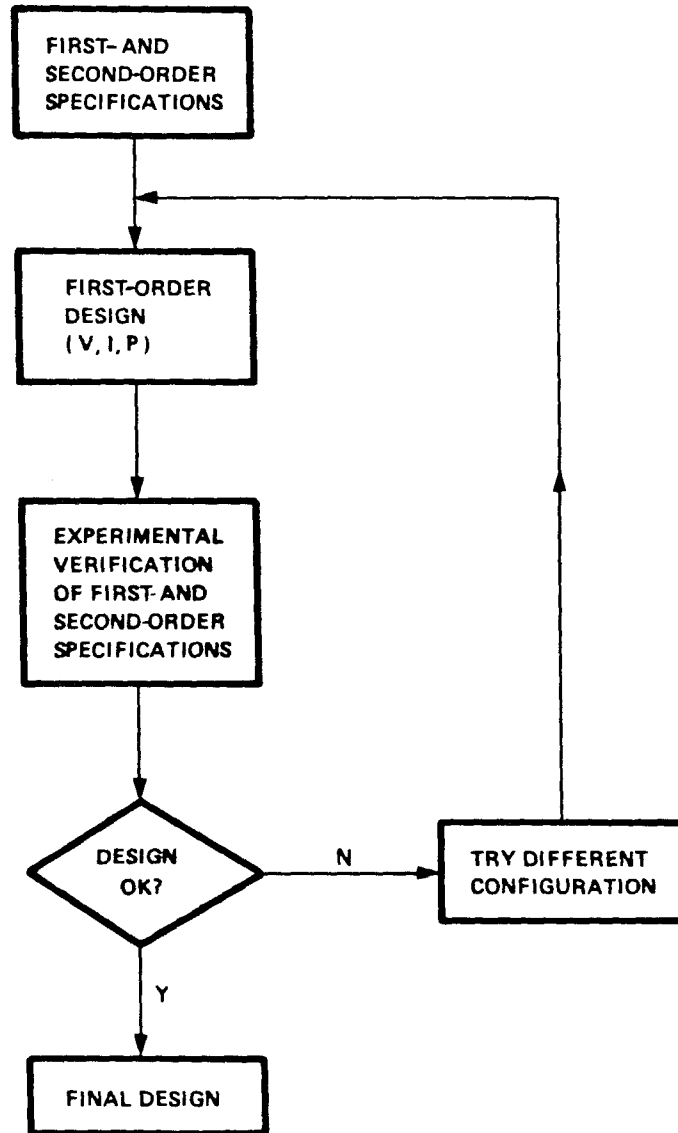 FIRST- AND
SECOND-ORDER
SPECIFICATIONS
FIRST-ORDER
DESIGN
(V, I, P)
EXPERIMENTAL
VERIFICATION
OF FIRST- AND
SECOND-ORDER
SPECIFICATIONS
DESIGN
OK?
N
TRY DIFFERENT
CONFIGURATION
Y
FINAL DESIGN